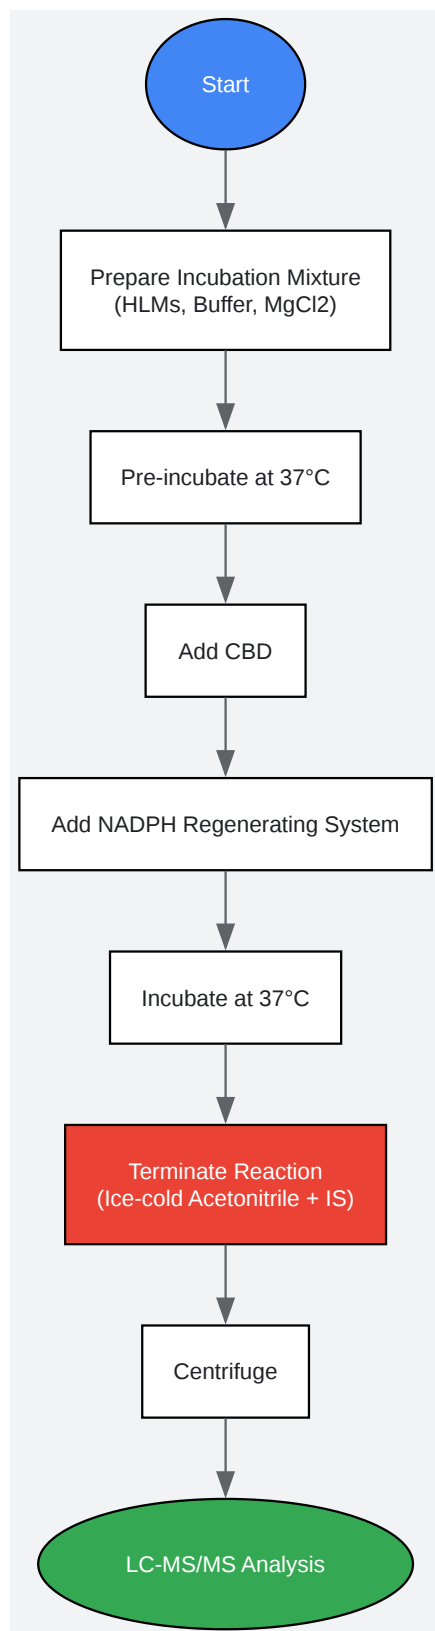 Start
Prepare Incubation Mixture
(HLMs, Buffer, MgCl2)
Pre-incubate at 37°C
Add CBD
Add NADPH Regenerating System
Incubate at 37°C
Terminate Reaction
(Ice-cold Acetonitrile + IS)
Centrifuge
LC-MS/MS Analysis